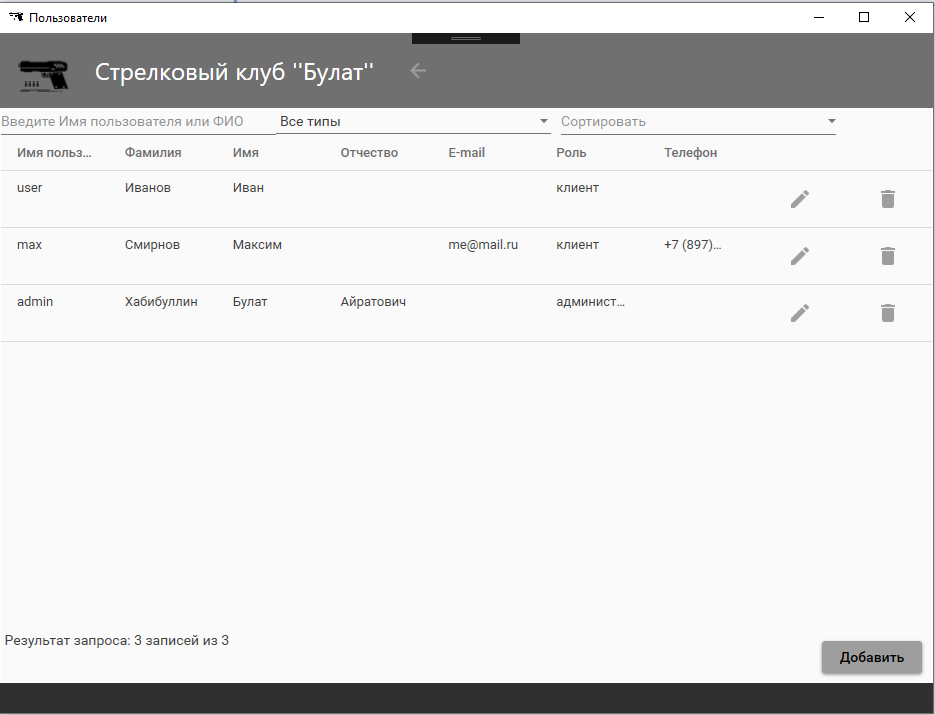 Пользователи
Стрелковый клуб "Булат"
Введите Имя пользователя или ФИО Все типы Сортировать
Имя польз... Фамилия Имя Отчество E-mail Роль Телефон
user Иванов Иван клиент
max Смирнов Максим me@mail.ru клиент +7 (897)...
admin Хабибуллин Булат Айратович админист...
Результат запроса: 3 записей из 3
Добавить